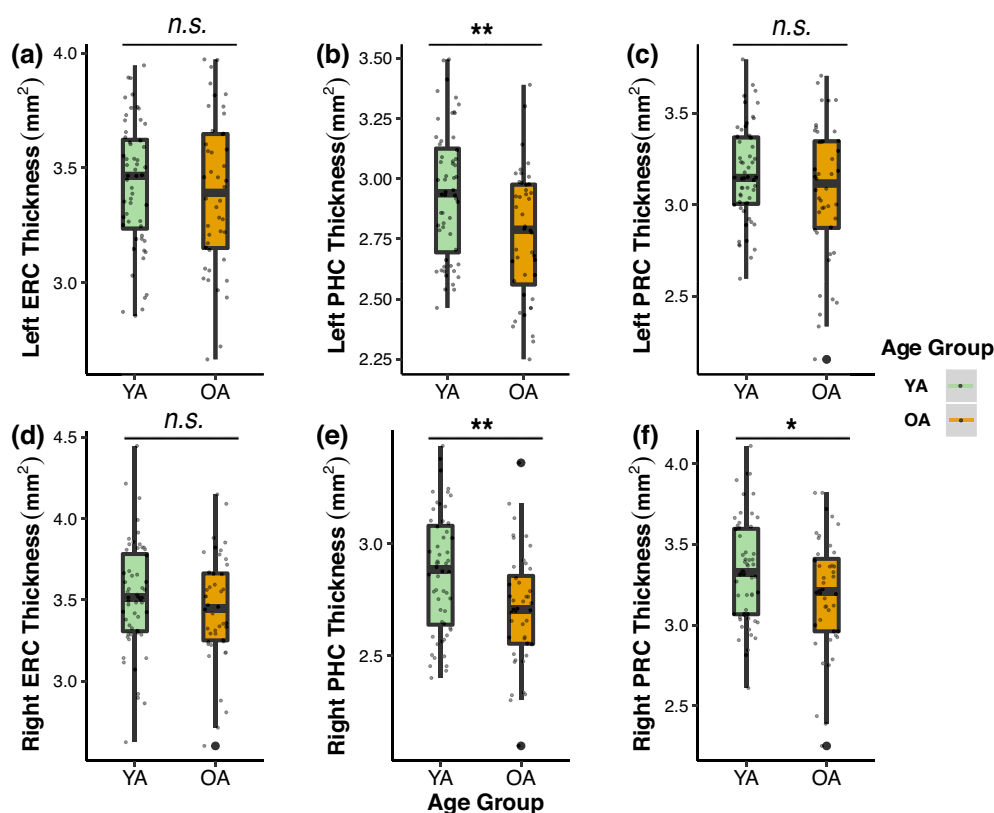 (a)
n.s.
Left ERC Thickness (mm²)
4.0
3.5
3.0
YA OA
(b)
**
Left PHC Thickness(mm²)
3.50
3.25
3.00
2.75
2.50
2.25
YA OA
(c)
n.s.
Left PRC Thickness(mm²)
3.5
3.0
2.5
YA OA
Age Group
YA
OA
(d)
n.s.
Right ERC Thickness (mm²)
4.5
4.0
3.5
3.0
YA OA
(e)
**
Right PHC Thickness (mm²)
3.0
2.5
YA OA
Age Group
(f)
*
Right PRC Thickness (mm²)
4.0
3.5
3.0
2.5
YA OA